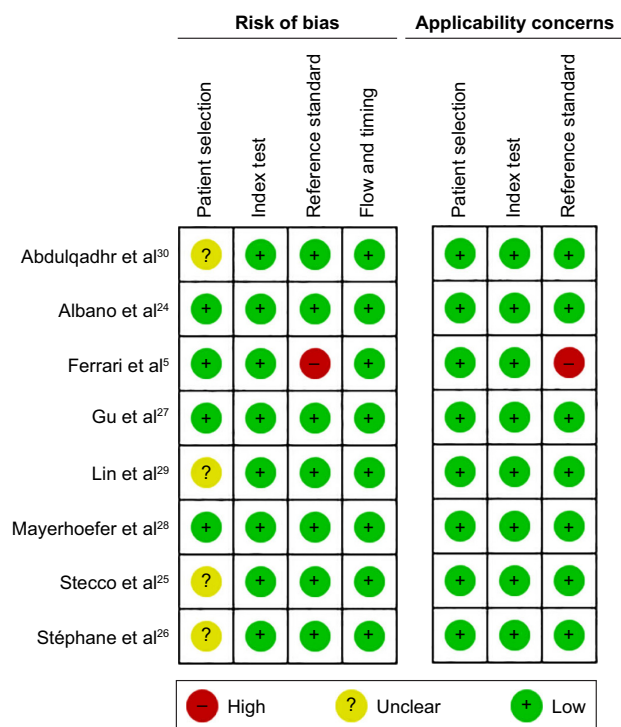 Risk of bias
Applicability concerns
Patient selection
Index test
Reference standard
Flow and timing
Patient selection
Index test
Reference standard
Abdulqadhr et al30 ? + + + + + +
Albano et al24 + + + + + + +
Ferrari et al5 + + – + + + –
Gu et al27 + + + + + + +
Lin et al29 ? + + + + + +
Mayerhoefer et al28 + + + + + + +
Stecco et al25 ? + + + + + +
Stéphane et al26 ? + + + + + +
– High ? Unclear + Low